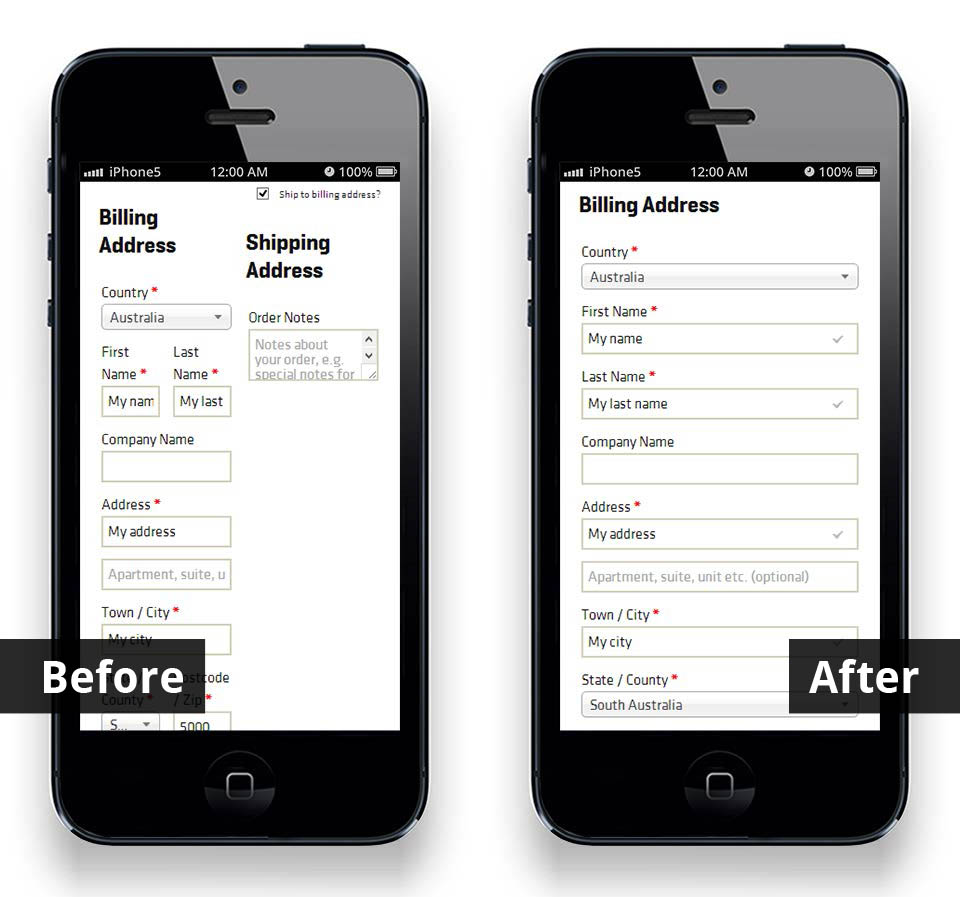 iPhone5 12:00 AM 100%
Ship to billing address?
Billing
Address
Country *
Australia
First
Name *
Last
Name *
My nam
My last
Company Name
Address *
My address
Apartment, suite, u
Town / City *
My city
County *
Postcode
/ Zip *
S...
5000
Shipping
Address
Order Notes
Notes about
your order, e.g.
special notes for
Before
iPhone5 12:00 AM 100%
Billing Address
Country *
Australia
First Name *
My name
Last Name *
My last name
Company Name
Address *
My address
Apartment, suite, unit etc. (optional)
Town / City *
My city
State / County *
South Australia
After